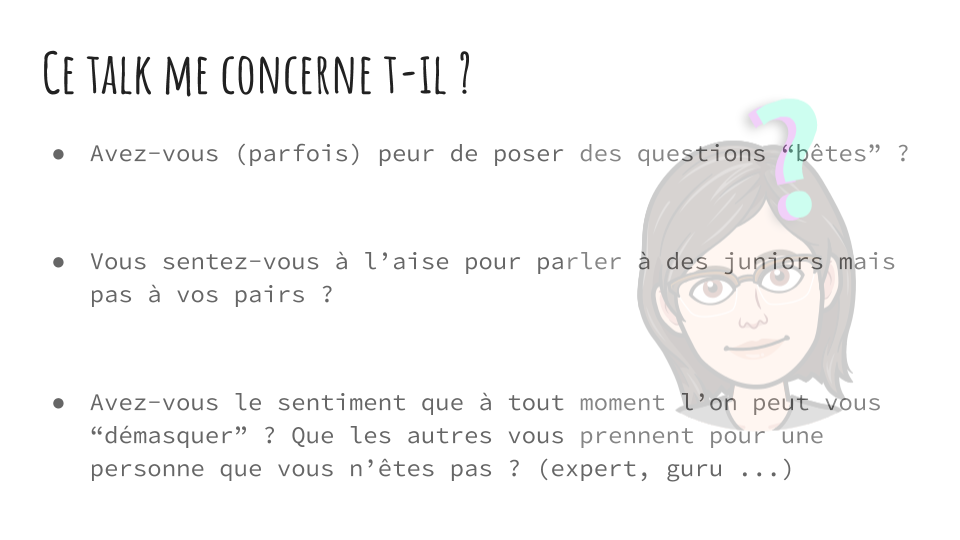 Ce talk me concerne t-il ?
● Avez-vous (parfois) peur de poser des questions “bêtes” ?
?
● Vous sentez-vous à l’aise pour parler à des juniors mais
pas à vos pairs ?
● Avez-vous le sentiment que à tout moment l’on peut vous
“démasquer” ? Que les autres vous prennent pour une
personne que vous n’êtes pas ? (expert, guru ...)